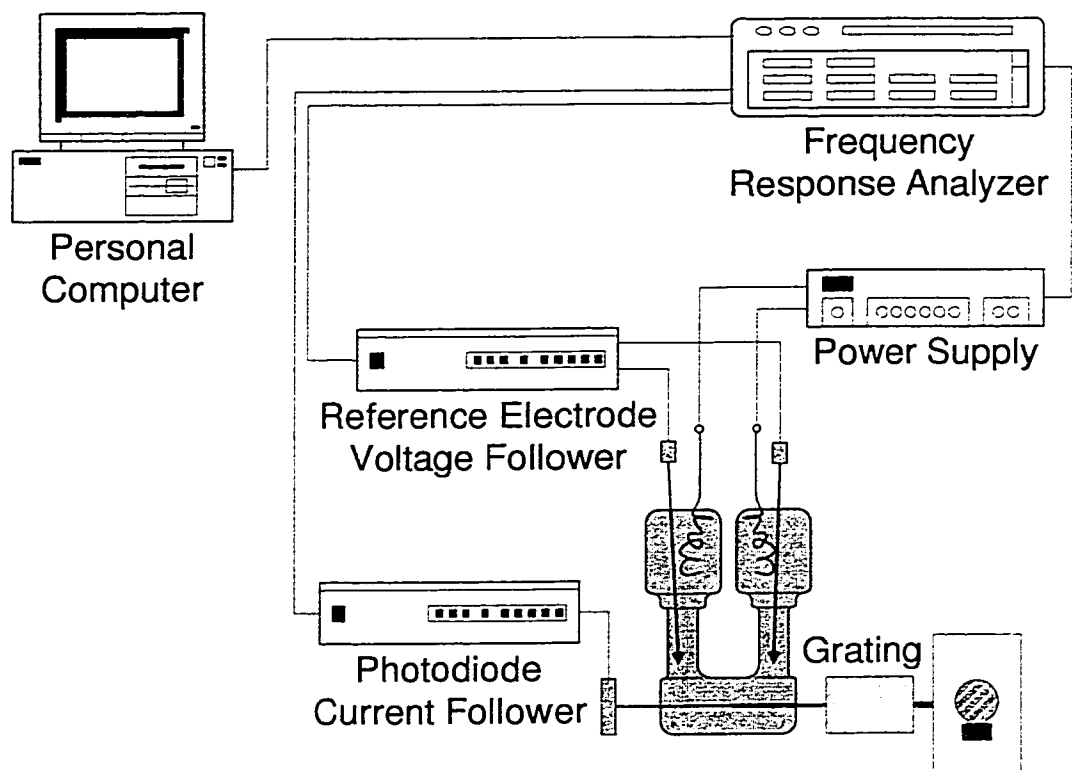 Frequency
Response Analyzer
Personal
Computer
Power Supply
Reference Electrode
Voltage Follower
Grating
Photodiode
Current Follower